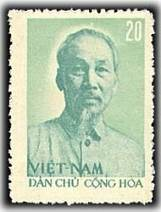 20
VIỆT-NAM
DÂN CHỦ CỘNG HÒA